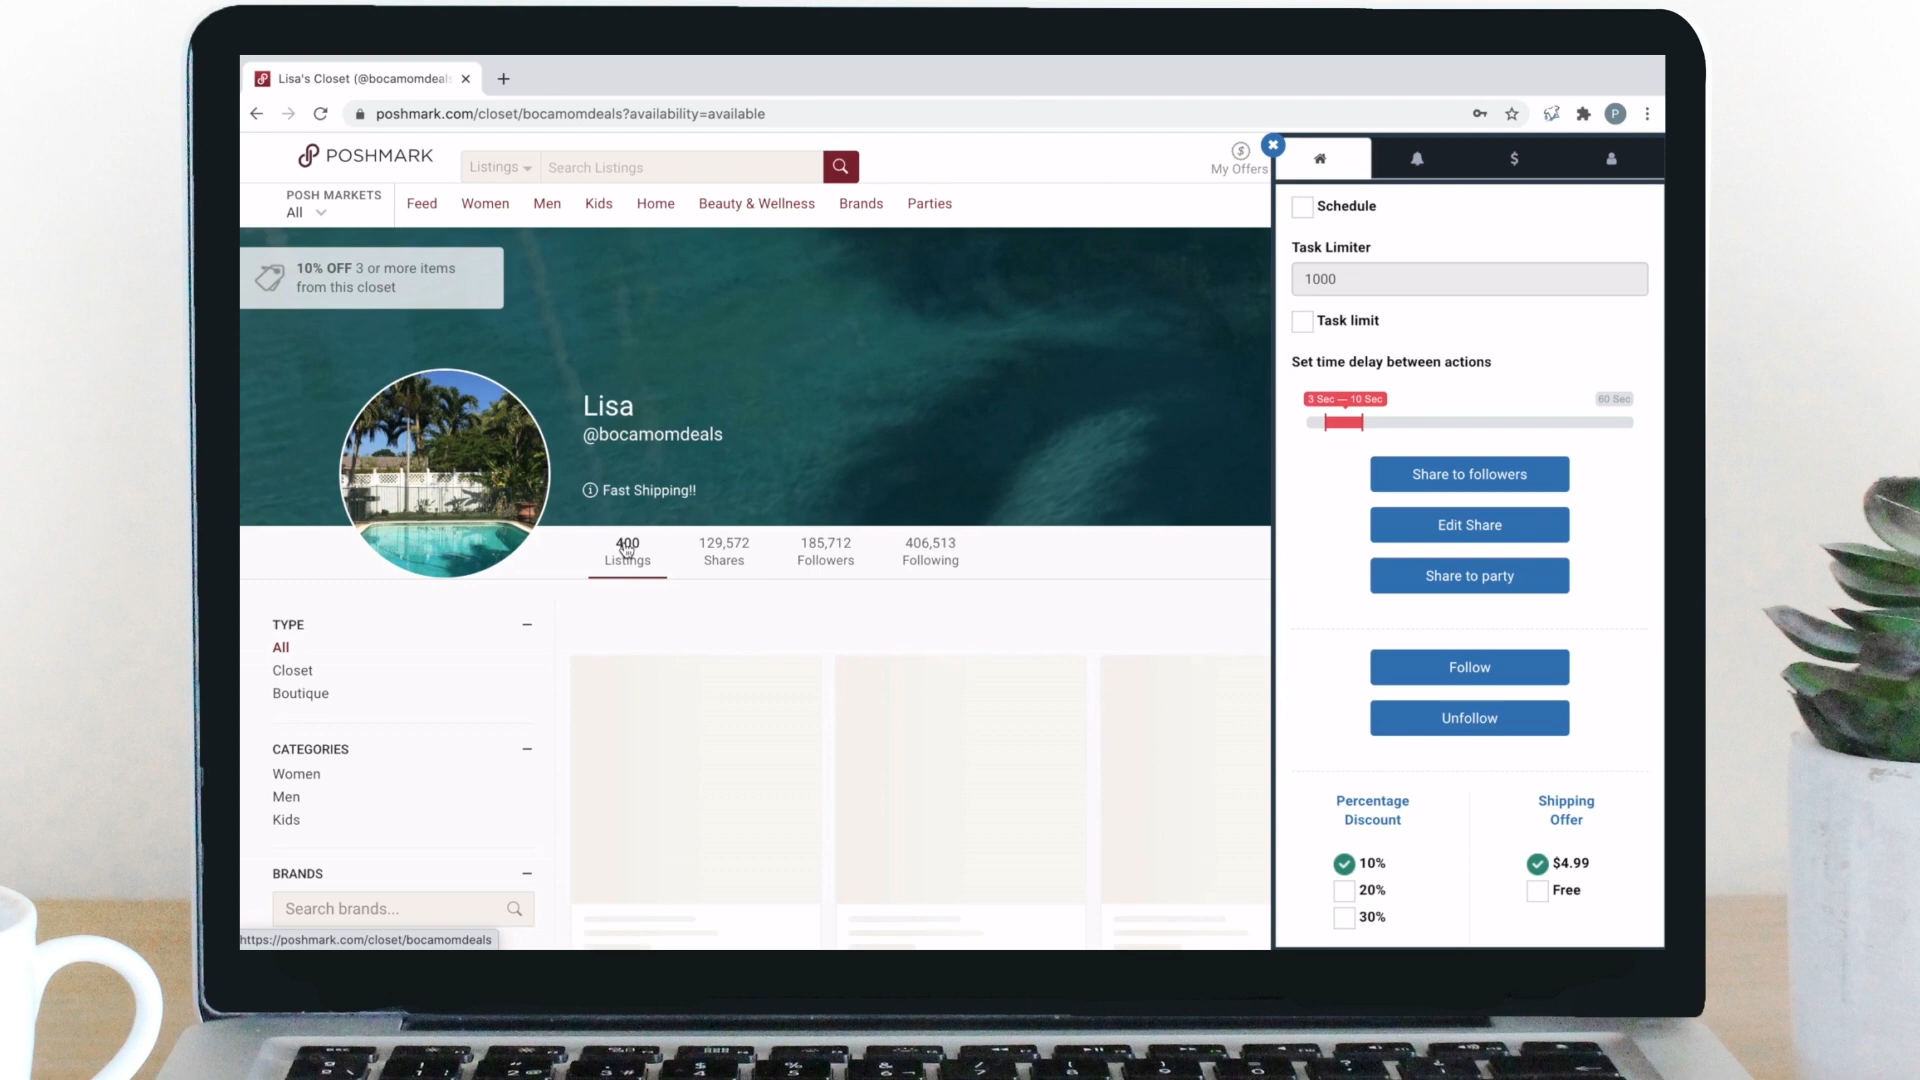 Lisa's Closet (@bocamomdeals
poshmark.com/closet/bocamomdeals?availability=available
P
POSHMARK
Listings
Search Listings
My Offers
POSH MARKETS
All
Feed
Women
Men
Kids
Home
Beauty & Wellness
Brands
Parties
10% OFF 3 or more items
from this closet
Lisa
@bocamomdeals
Fast Shipping!!
400
Listings
129,572
Shares
185,712
Followers
406,513
Following
TYPE
All
Closet
Boutique
CATEGORIES
Women
Men
Kids
BRANDS
Search brands...
https://poshmark.com/closet/bocamomdeals
Schedule
Task Limiter
1000
Task limit
Set time delay between actions
3 Sec — 10 Sec
60 Sec
Share to followers
Edit Share
Share to party
Follow
Unfollow
Percentage
Discount
10%
20%
30%
Shipping
Offer
$4.99
Free